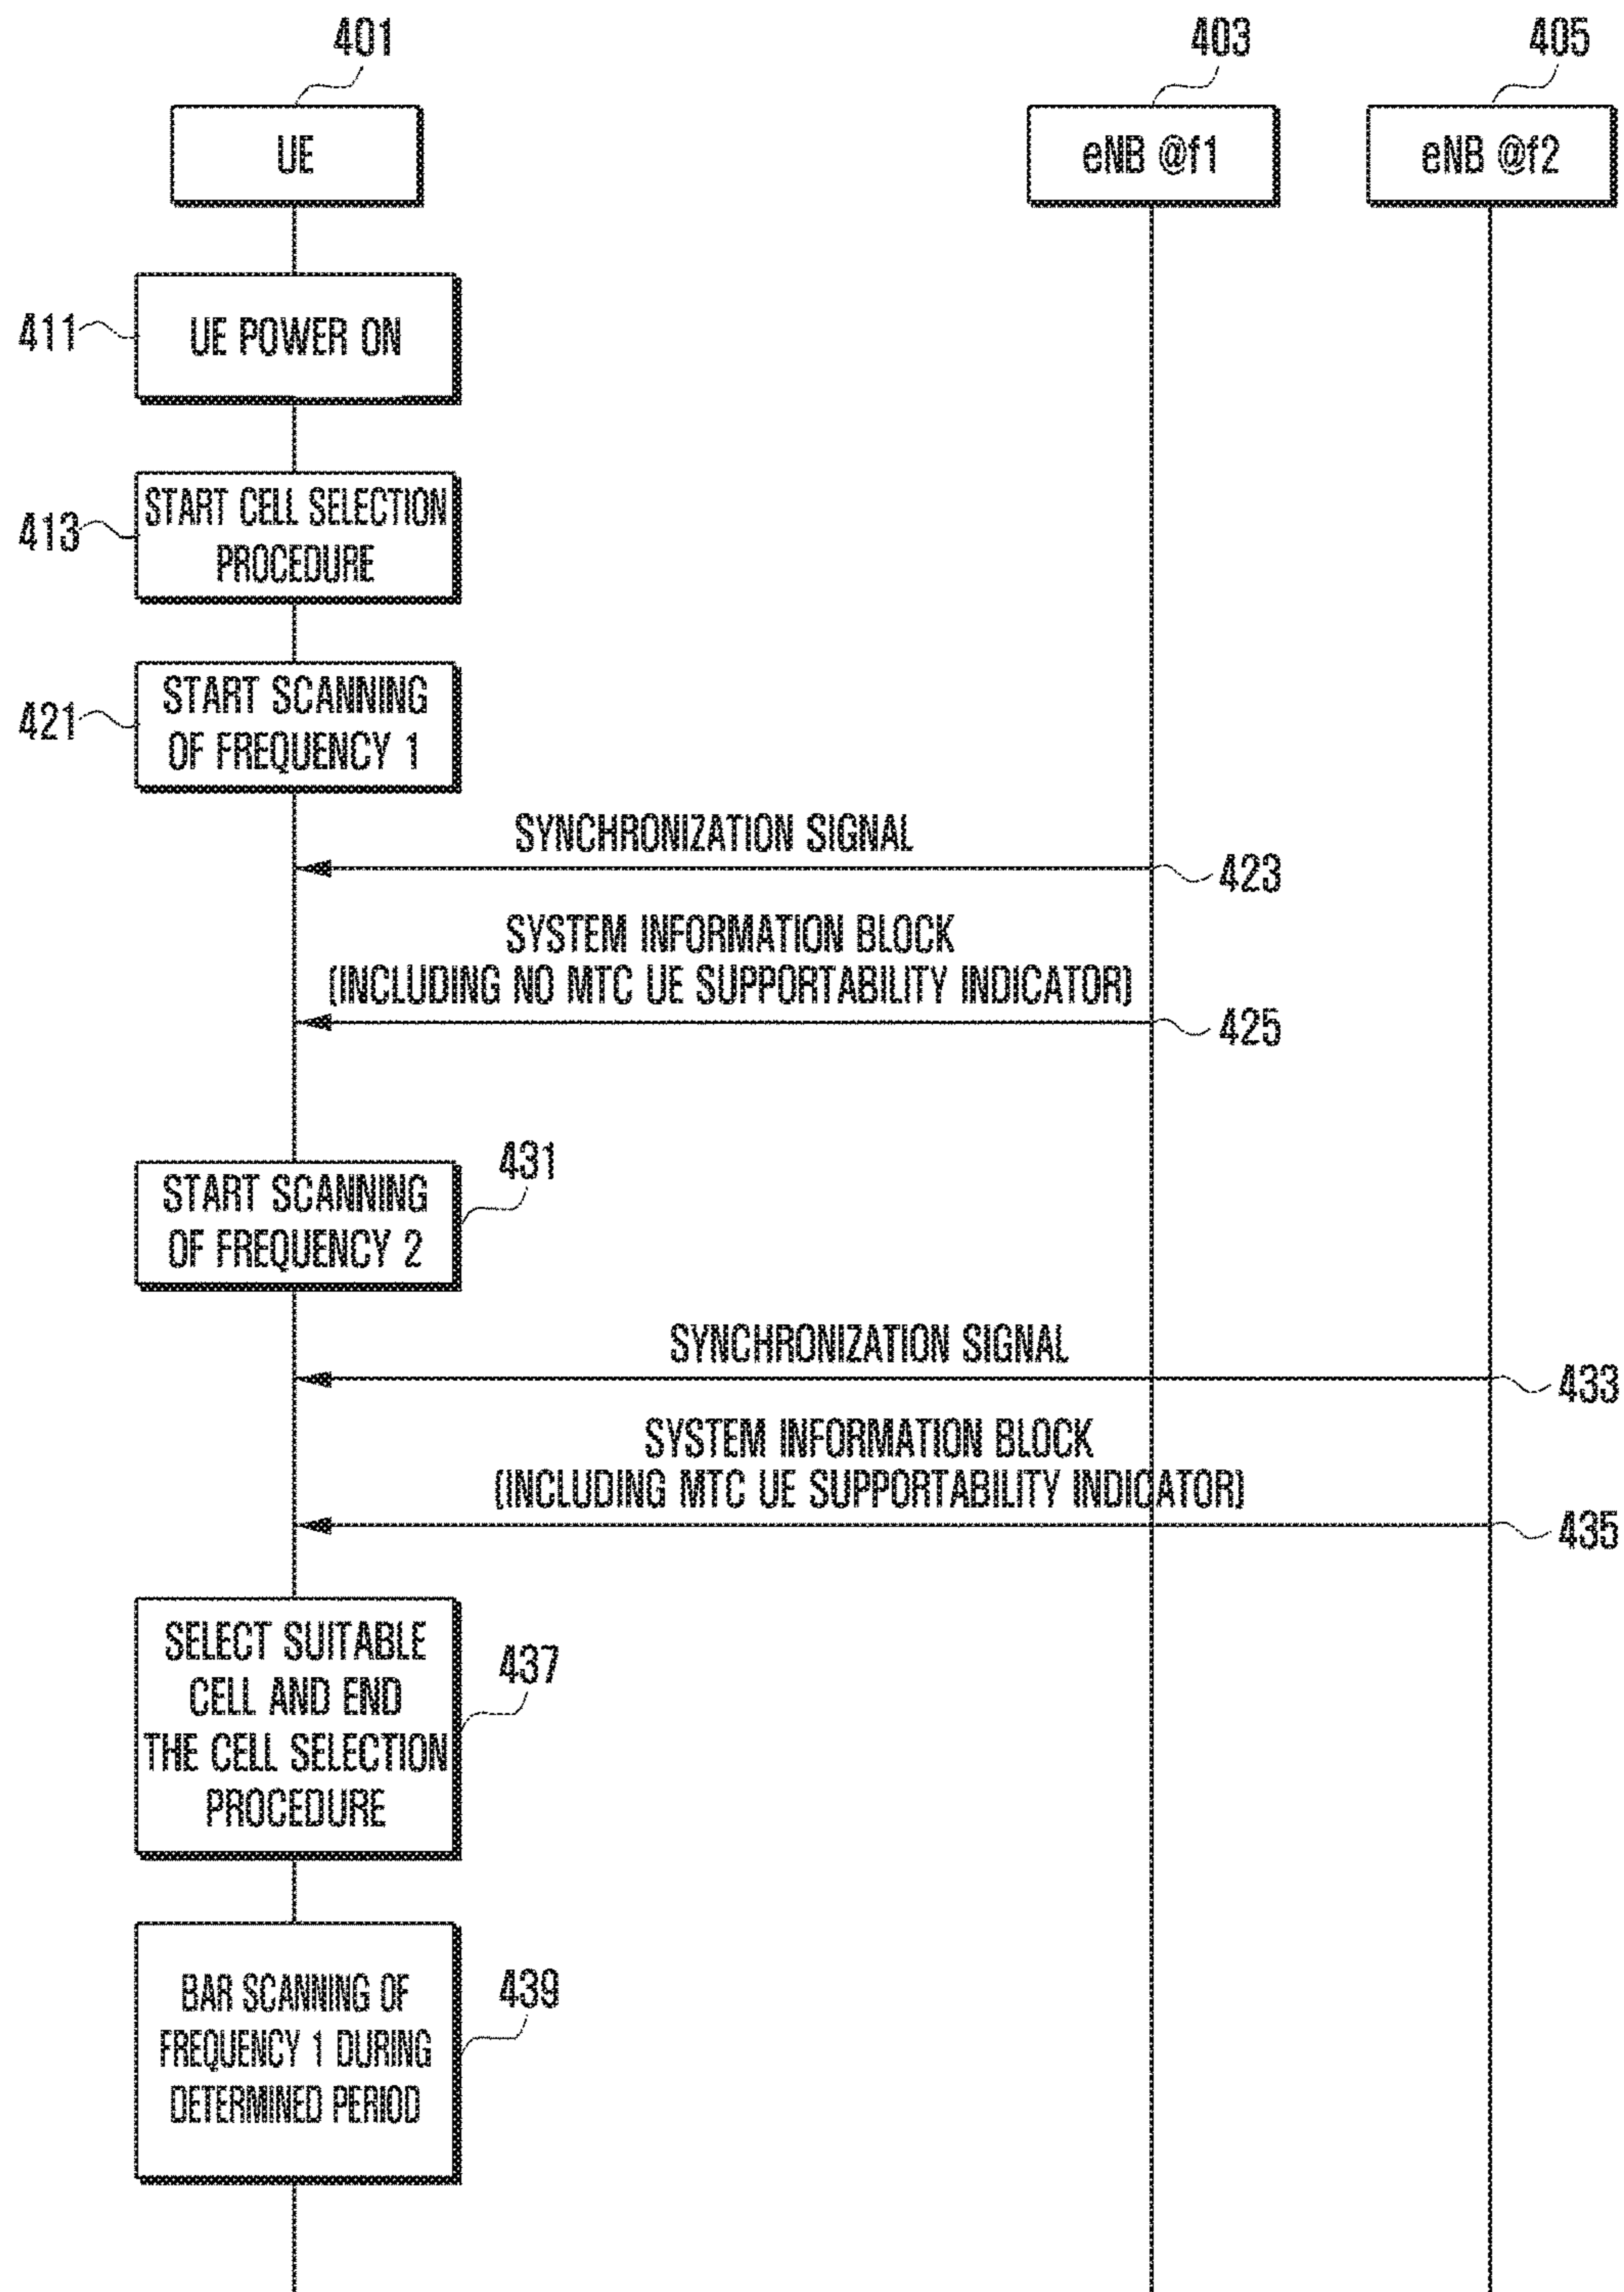 401
403
405
UE
eNB @f1
eNB @f2
411
UE POWER ON
413
START CELL SELECTION
PROCEDURE
421
START SCANNING
OF FREQUENCY 1
SYNCHRONIZATION SIGNAL
423
SYSTEM INFORMATION BLOCK
(INCLUDING NO MTC UE SUPPORTABILITY INDICATOR)
425
431
START SCANNING
OF FREQUENCY 2
SYNCHRONIZATION SIGNAL
433
SYSTEM INFORMATION BLOCK
(INCLUDING MTC UE SUPPORTABILITY INDICATOR)
435
SELECT SUITABLE
CELL AND END
THE CELL SELECTION
PROCEDURE
437
BAR SCANNING OF
FREQUENCY 1 DURING
DETERMINED PERIOD
439